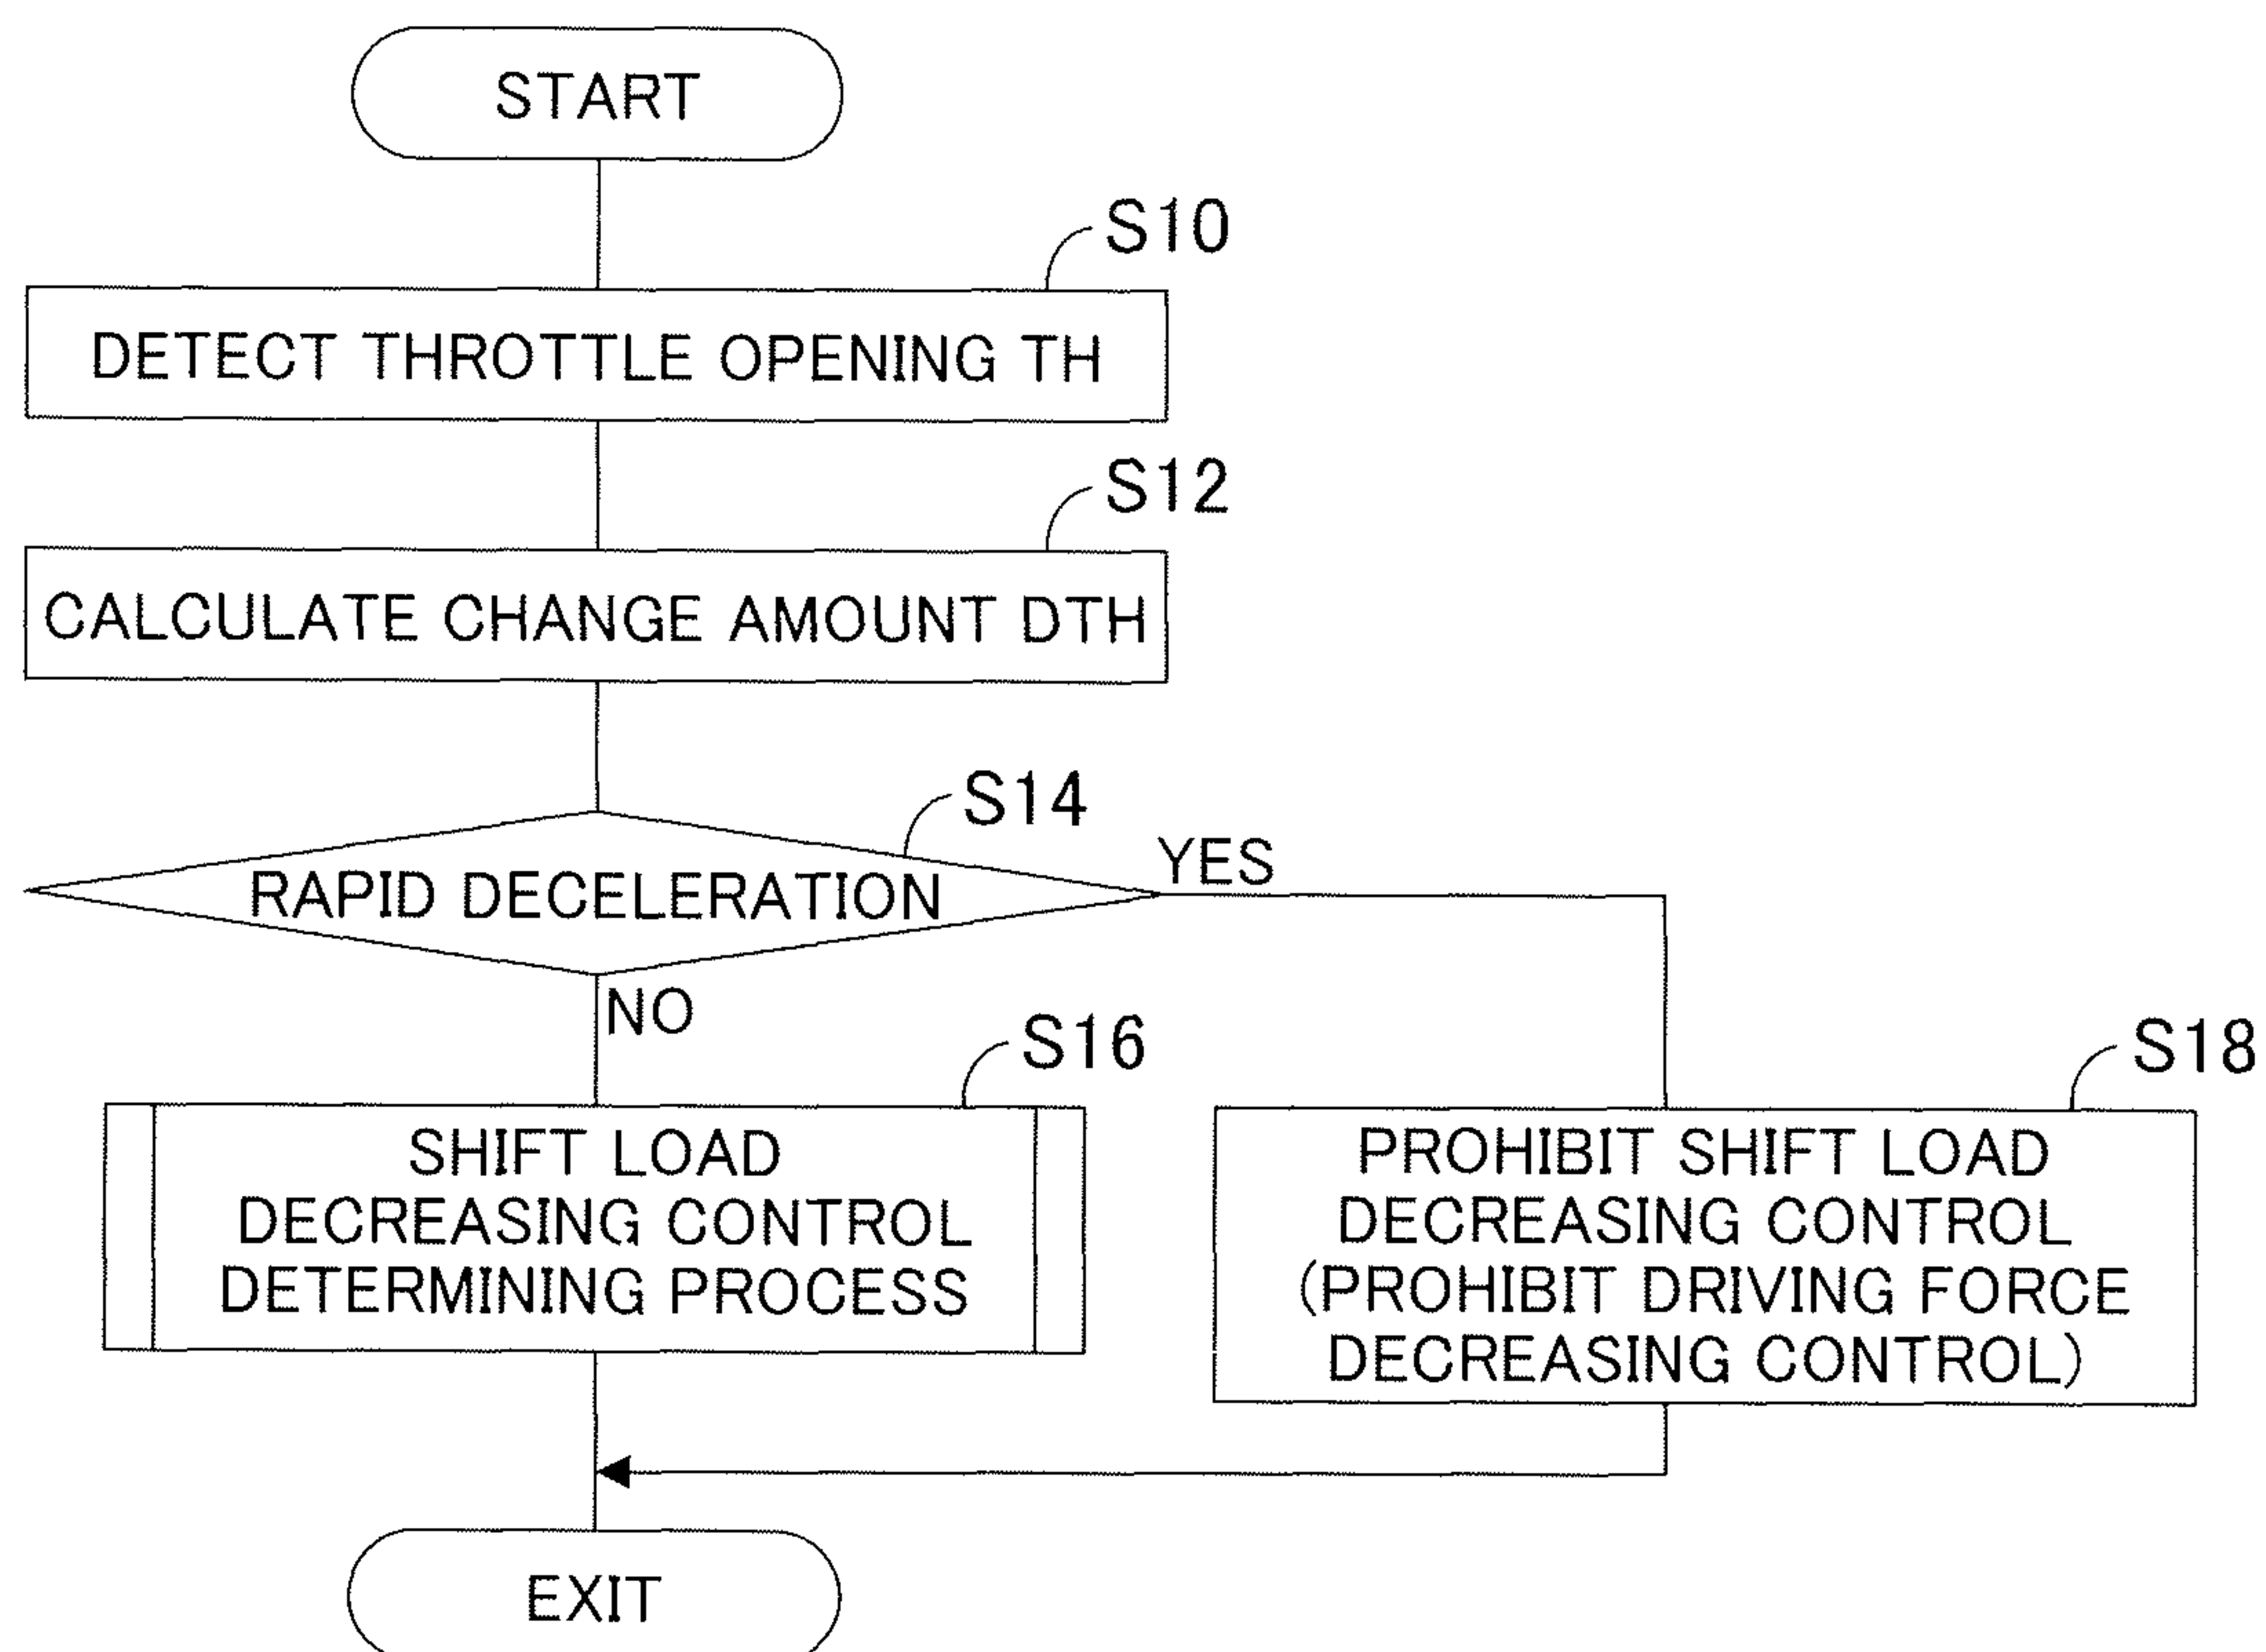 START
S10
DETECT THROTTLE OPENING TH
S12
CALCULATE CHANGE AMOUNT DTH
S14
RAPID DECELERATION
YES
NO
S16
SHIFT LOAD
DECREASING CONTROL
DETERMINING PROCESS
S18
PROHIBIT SHIFT LOAD
DECREASING CONTROL
(PROHIBIT DRIVING FORCE
DECREASING CONTROL)
EXIT